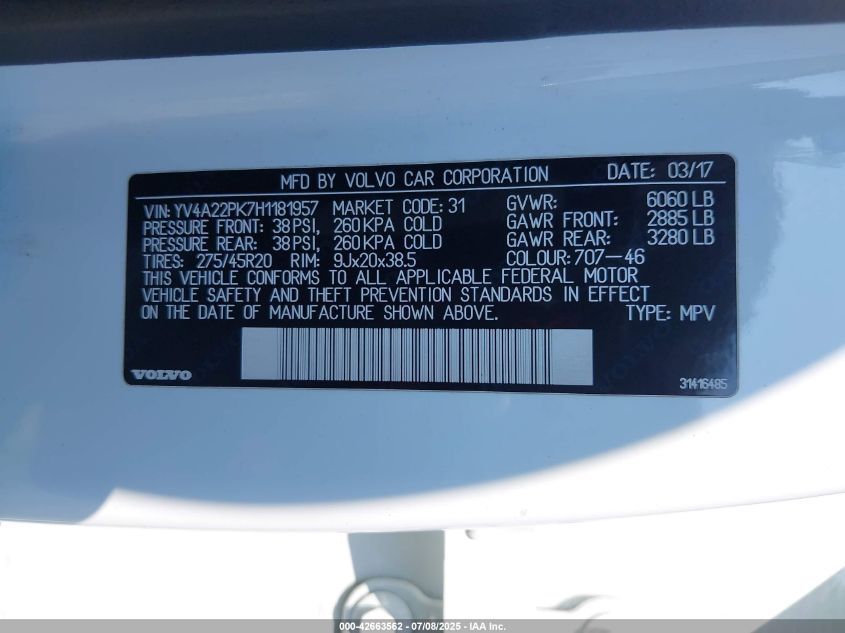 MFD BY VOLVO CAR CORPORATION DATE: 03/17
VIN: YV4A22PK7H1181957 MARKET CODE: 31 GVWR: 6060 LB
PRESSURE FRONT: 38 PSI, 260 KPA COLD GAWR FRONT: 2885 LB
PRESSURE REAR: 38 PSI, 260 KPA COLD GAWR REAR: 3280 LB
TIRES: 275/45R20 RIM: 9Jx20x38.5 COLOUR: 707-46
THIS VEHICLE CONFORMS TO ALL APPLICABLE FEDERAL MOTOR
VEHICLE SAFETY AND THEFT PREVENTION STANDARDS IN EFFECT
ON THE DATE OF MANUFACTURE SHOWN ABOVE. TYPE: MPV
VOLVO 31416485
000-42663562 - 07/08/2025 - IAA Inc.